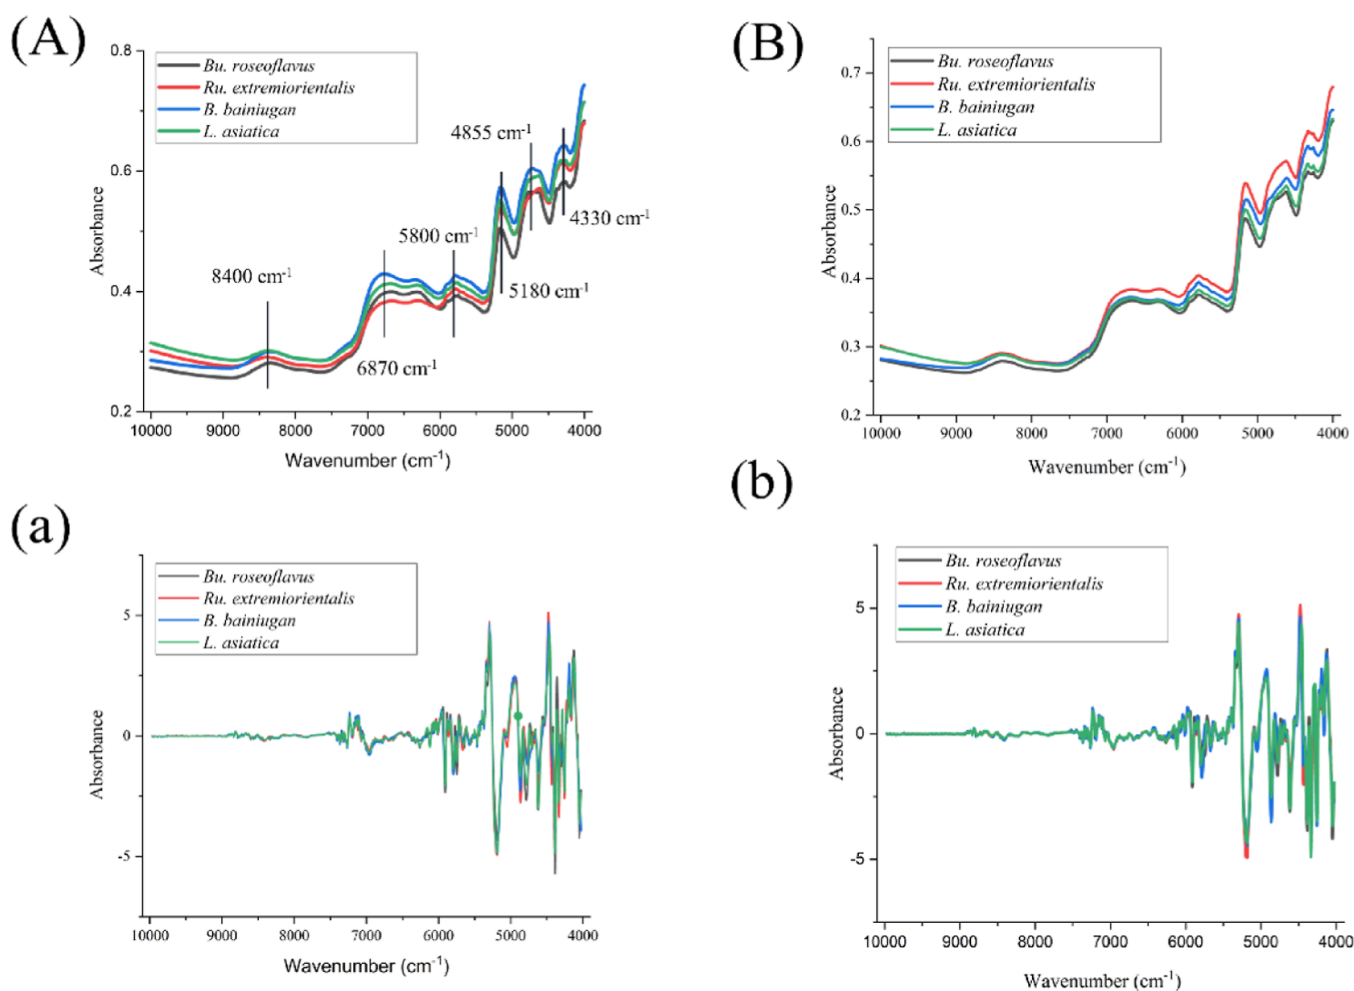 (A)
0.8
0.6
0.4
0.2
Absorbance
Bu. roseoflavus
Ru. extremiorientalis
B. bainiugan
L. asiatica
8400 cm-1
6870 cm-1
5800 cm-1
4855 cm-1
5180 cm-1
4330 cm-1
10000 9000 8000 7000 6000 5000 4000
Wavenumber (cm-1)
(B)
0.7
0.6
0.5
0.4
0.3
0.2
Absorbance
Bu. roseoflavus
Ru. extremiorientalis
B. bainiugan
L. asiatica
10000 9000 8000 7000 6000 5000 4000
Wavenumber (cm-1)
(a)
5
0
-5
Absorbance
Bu. roseoflavus
Ru. extremiorientalis
B. bainiugan
L. asiatica
10000 9000 8000 7000 6000 5000 4000
Wavenumber (cm-1)
(b)
5
0
-5
Absorbance
Bu. roseoflavus
Ru. extremiorientalis
B. bainiugan
L. asiatica
10000 9000 8000 7000 6000 5000 4000
Wavenumber (cm-1)